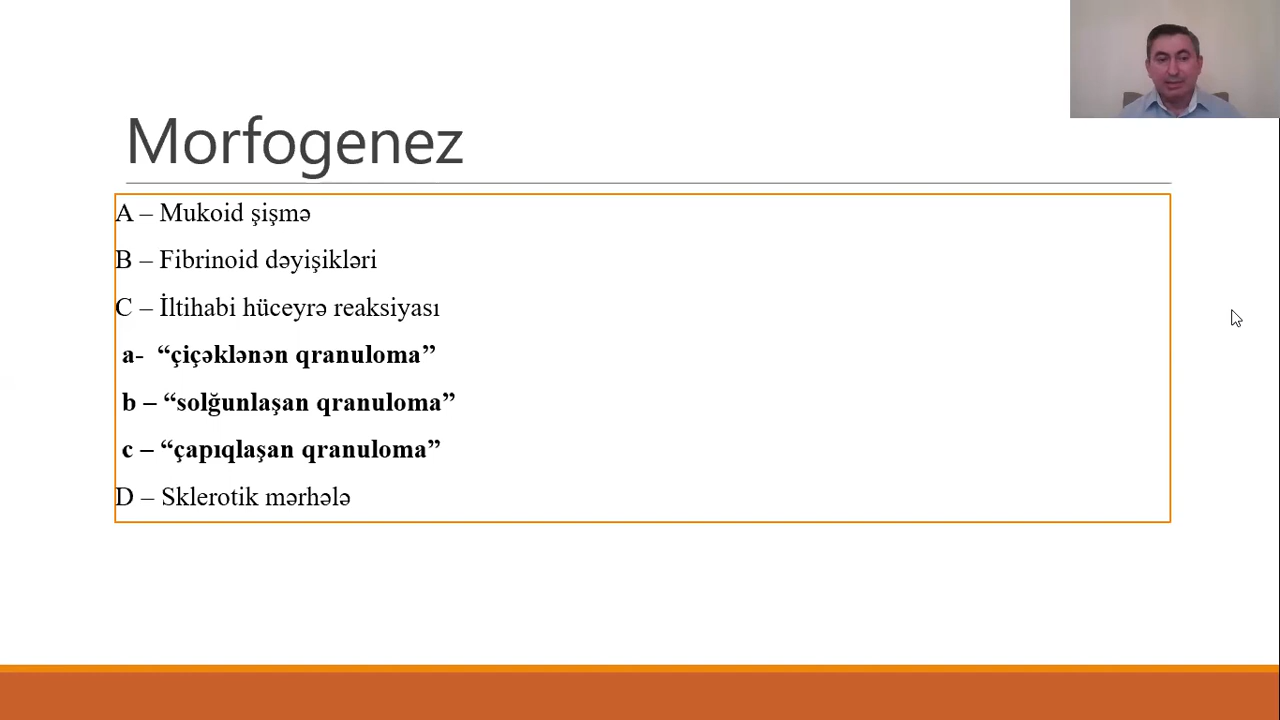 Morfogenez
A – Mukoid şişmə
B – Fibrinoid dəyişikləri
C – İltihabi hüceyrə reaksiyası
a- “çiçəklənən qranuloma”
b – “solğunlaşan qranuloma”
c – “çapıqlaşan qranuloma”
D – Sklerotik mərhələ